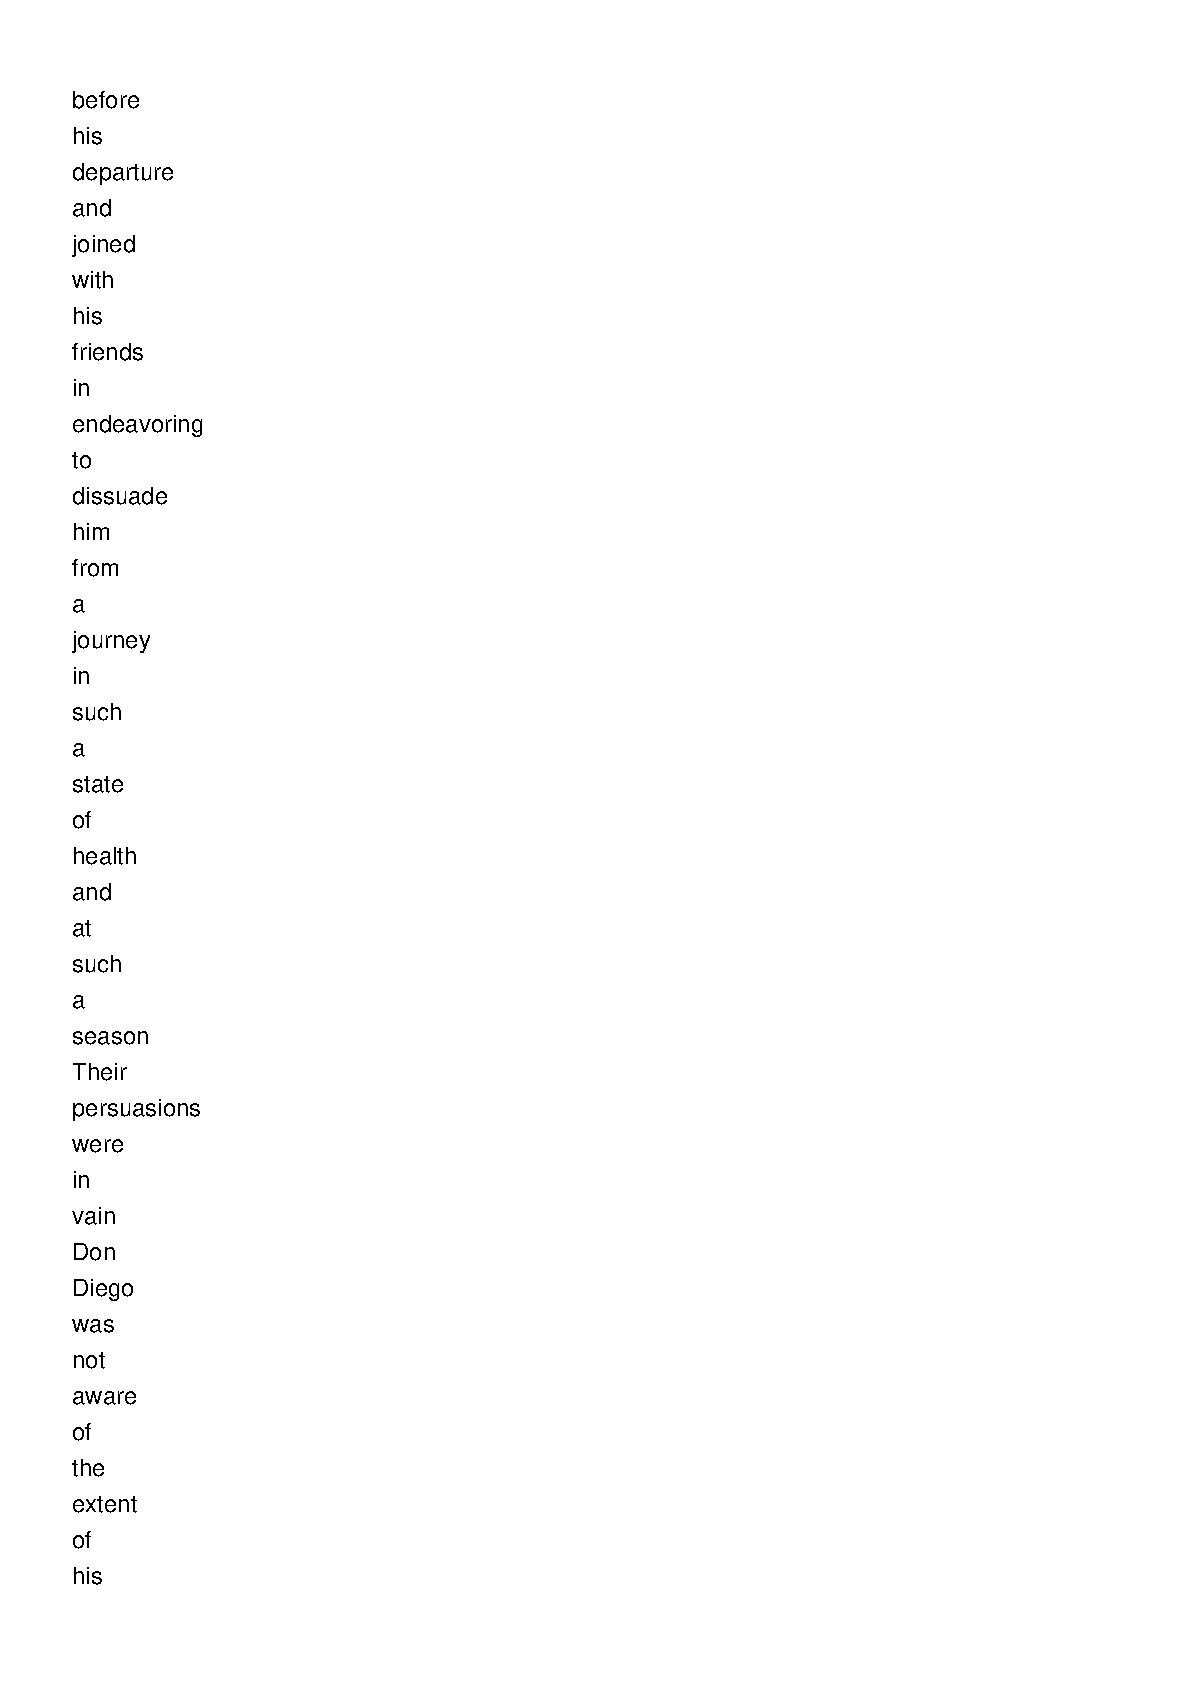 before
his
departure
and
joined
with
his
friends
in
endeavoring
to
dissuade
him
from
a
journey
in
such
a
state
of
health
and
at
such
a
season
Their
persuasions
were
in
vain
Don
Diego
was
not
aware
of
the
extent
of
his